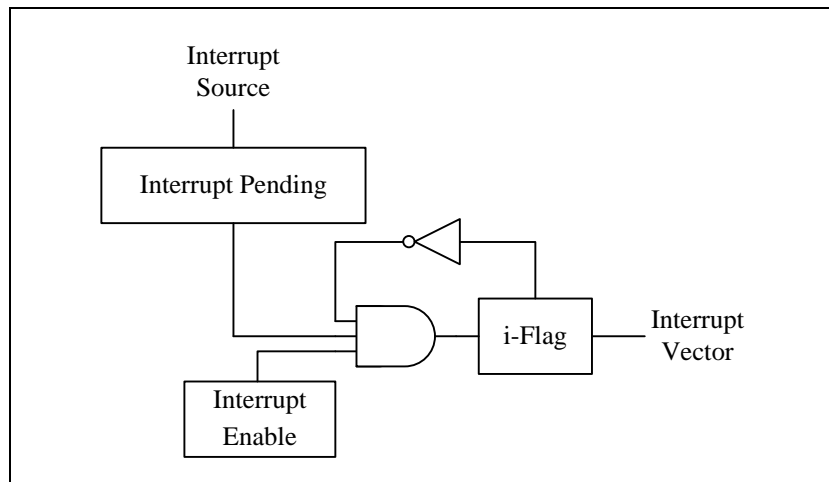 Interrupt
Source
Interrupt Pending
i-Flag
Interrupt
Vector
Interrupt
Enable